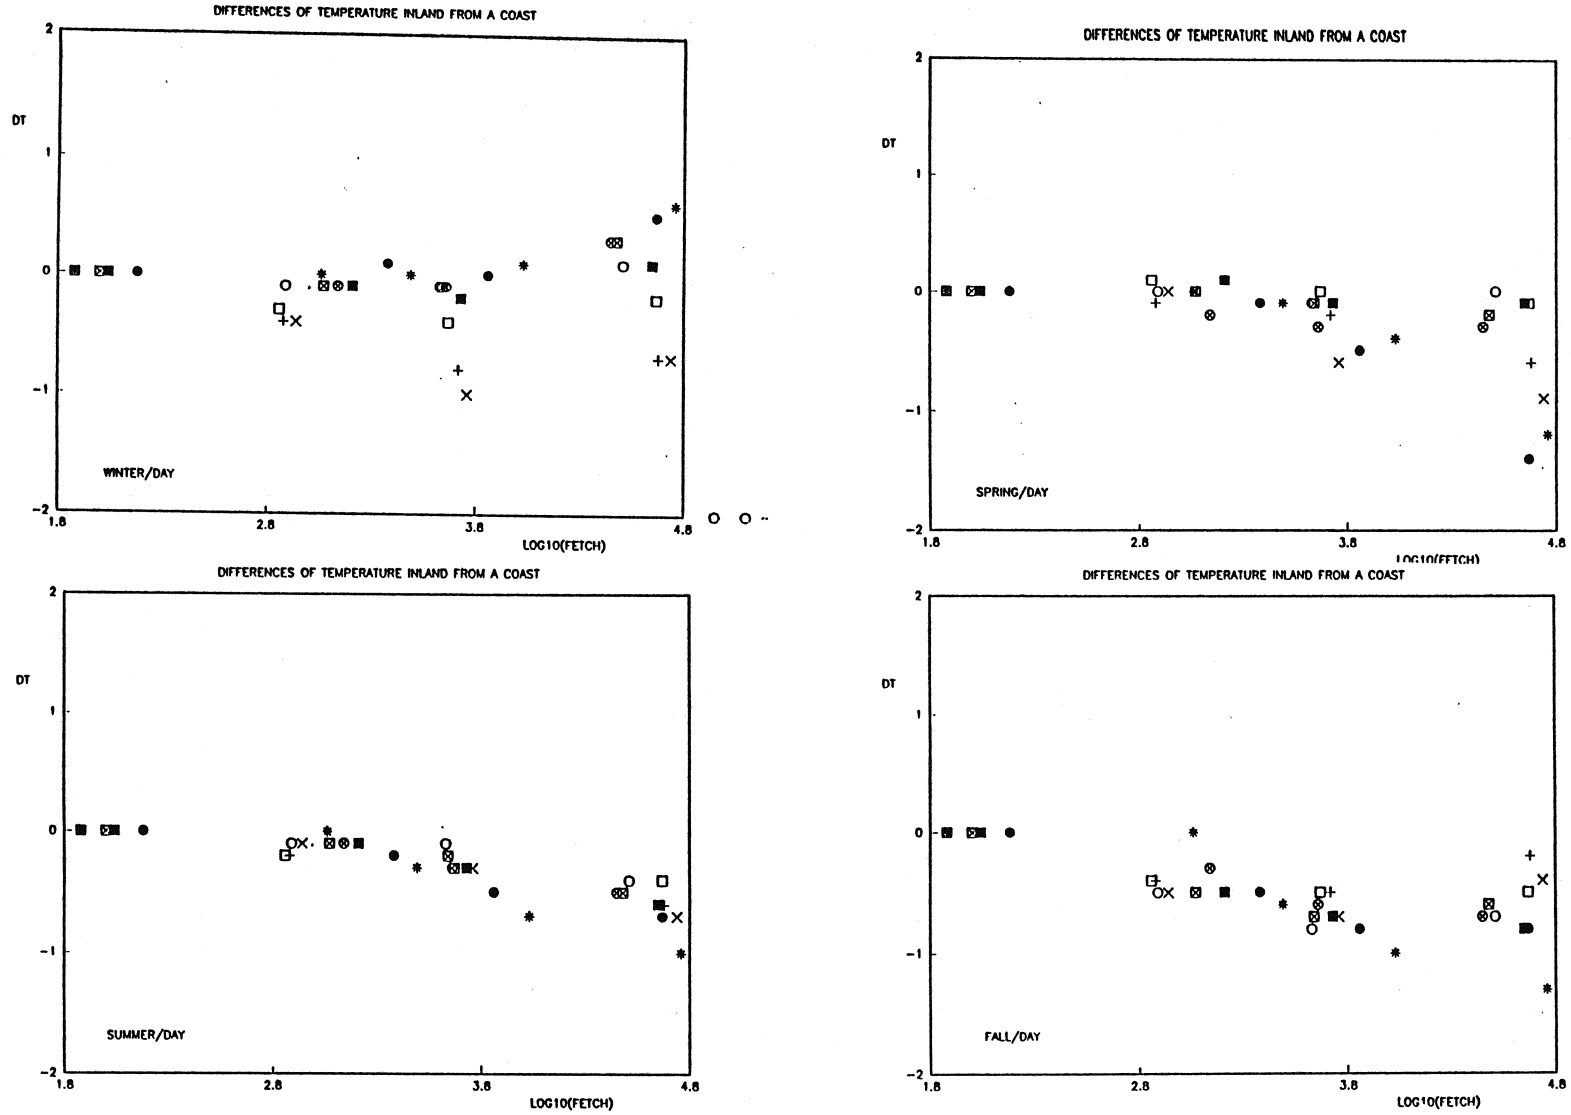 DIFFERENCES OF TEMPERATURE INLAND FROM A COAST
2
DT
1
0
-1
WINTER/DAY
-2
1.8 2.8 3.8 4.8
LOG10(FETCH)
DIFFERENCES OF TEMPERATURE INLAND FROM A COAST
2
DT
1
0
-1
SPRING/DAY
-2
1.8 2.8 3.8 4.8
LOG10(FETCH)
DIFFERENCES OF TEMPERATURE INLAND FROM A COAST
2
DT
1
0
-1
SUMMER/DAY
-2
1.8 2.8 3.8 4.8
LOG10(FETCH)
DIFFERENCES OF TEMPERATURE INLAND FROM A COAST
2
DT
1
0
-1
FALL/DAY
-2
1.8 2.8 3.8 4.8
LOG10(FETCH)